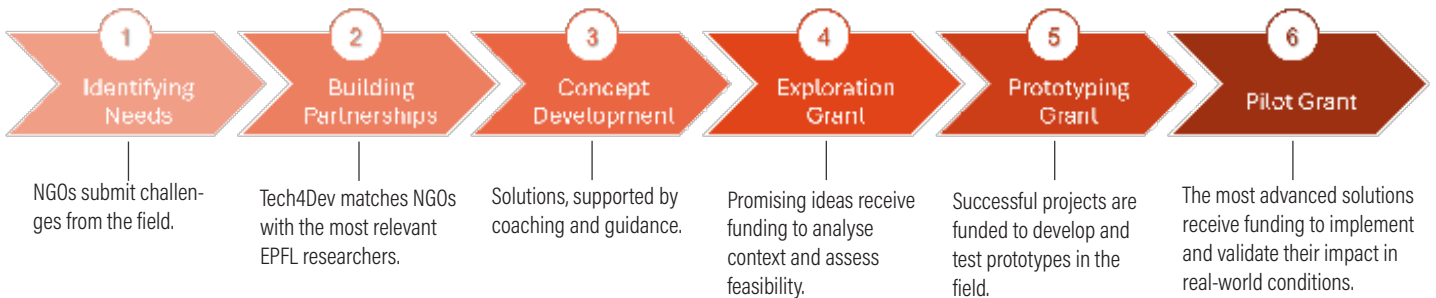 1
Identifying
Needs
NGOs submit challen-
ges from the field.
2
Building
Partnerships
Tech4Dev matches NGOs
with the most relevant
EPFL researchers.
3
Concept
Development
Solutions, supported by
coaching and guidance.
4
Exploration
Grant
Promising ideas receive
funding to analyse
context and assess
feasibility.
5
Prototyping
Grant
Successful projects are
funded to develop and
test prototypes in the
field.
6
Pilot Grant
The most advanced solutions
receive funding to implement
and validate their impact in
real-world conditions.